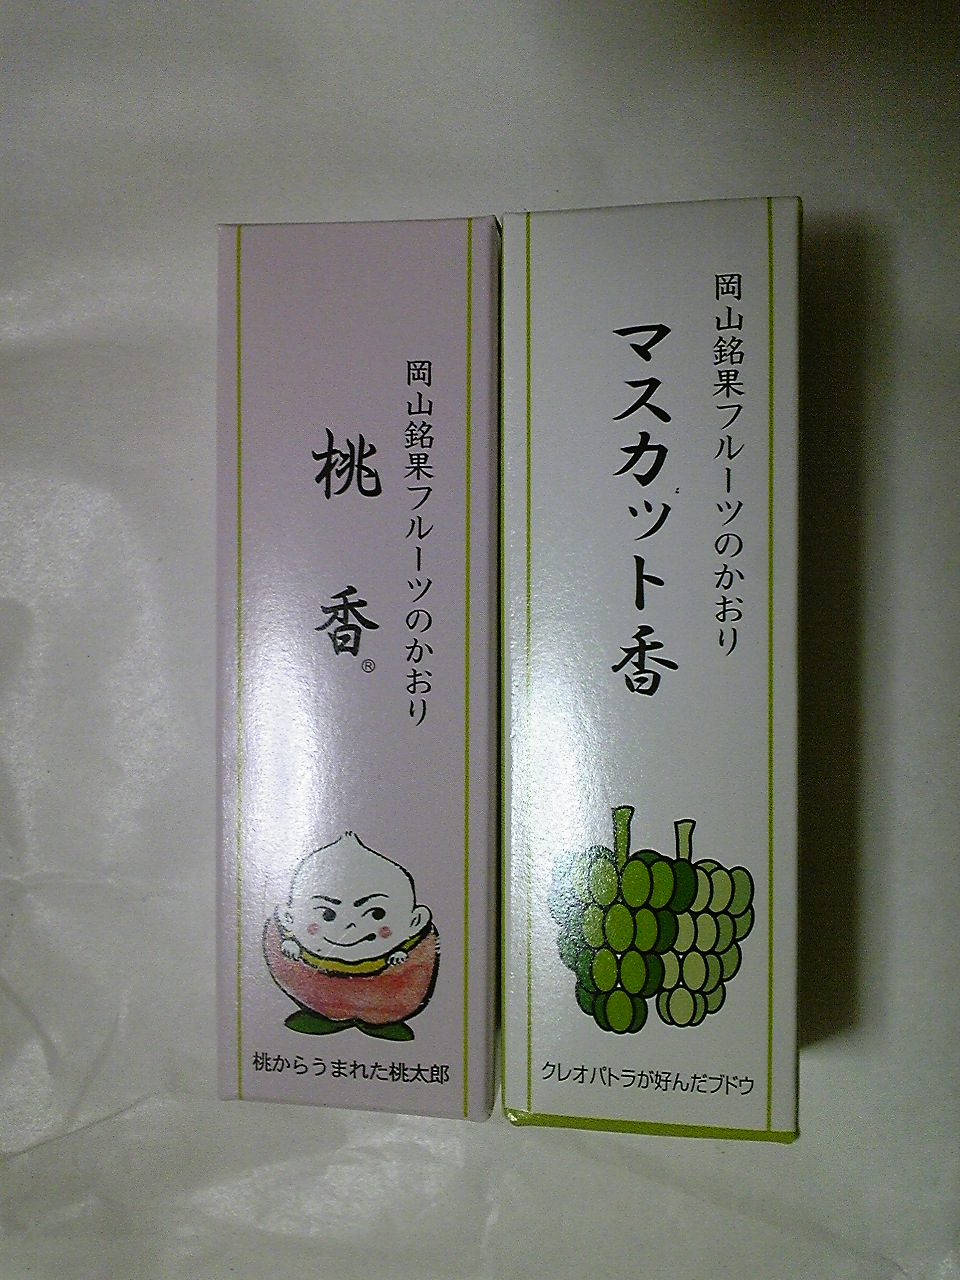 岡山銘果フルーツのかおり
桃香®
桃からうまれた桃太郎
岡山銘果フルーツのかおり
マスカット香
クレオパトラが好んだブドウ